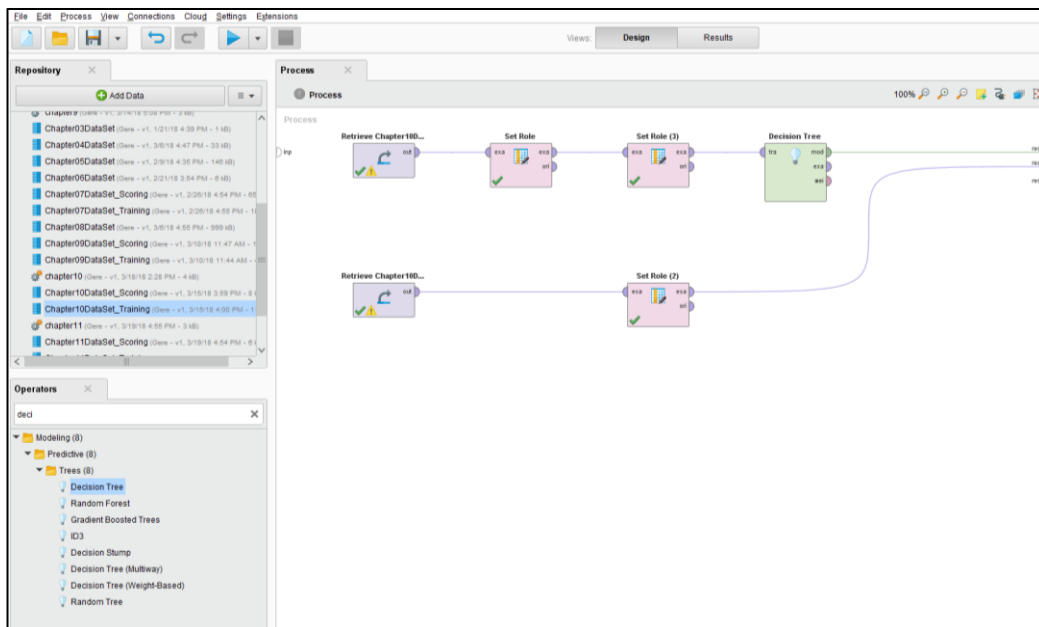 File Edit Process View Connections Cloud Settings Extensions
Views: Design Results
Repository
Add Data
Chapter03DataSet (Gere - v1, 1/21/18 4:39 PM - 1 kB)
Chapter04DataSet (Gere - v1, 3/6/18 4:47 PM - 33 kB)
Chapter05DataSet (Gere - v1, 2/9/18 4:35 PM - 146 kB)
Chapter06DataSet (Gere - v1, 2/21/18 3:54 PM - 6 kB)
Chapter07DataSet_Scoring (Gere - v1, 2/26/18 4:54 PM - 65
Chapter07DataSet_Training (Gere - v1, 2/26/18 4:55 PM - 1
Chapter08DataSet (Gere - v1, 3/6/18 4:55 PM - 999 kB)
Chapter09DataSet_Scoring (Gere - v1, 3/10/18 11:47 AM - 1
Chapter09DataSet_Training (Gere - v1, 3/10/18 11:44 AM -
chapter10 (Gere - v1, 3/18/18 2:28 PM - 4 kB)
Chapter10DataSet_Scoring (Gere - v1, 3/15/18 3:59 PM - 8
Chapter10DataSet_Training (Gere - v1, 3/15/18 4:00 PM - 1
chapter11 (Gere - v1, 3/19/18 4:55 PM - 3 kB)
Chapter11DataSet_Scoring (Gere - v1, 3/19/18 4:54 PM - 6
Operators
deci
Modeling (8)
Predictive (8)
Trees (8)
Decision Tree
Random Forest
Gradient Boosted Trees
ID3
Decision Stump
Decision Tree (Multiway)
Decision Tree (Weight-Based)
Random Tree
Process
Process
100%
Process
Retrieve Chapter10D... Set Role Set Role (3) Decision Tree
inp out exa exa exa exa tra mod
ori ori exa
wei
Retrieve Chapter10D... Set Role (2)
out exa exa
ori